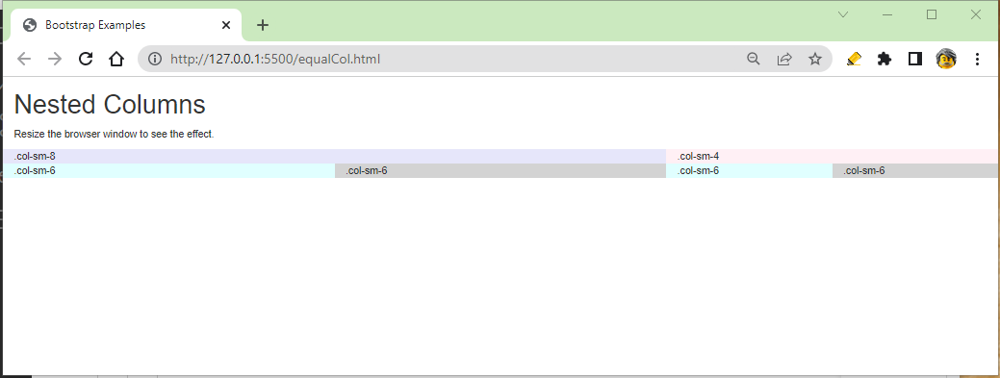 Bootstrap Examples
http://127.0.0.1:5500/equalCol.html
Nested Columns
Resize the browser window to see the effect.
.col-sm-8 .col-sm-4
.col-sm-6 .col-sm-6 .col-sm-6 .col-sm-6